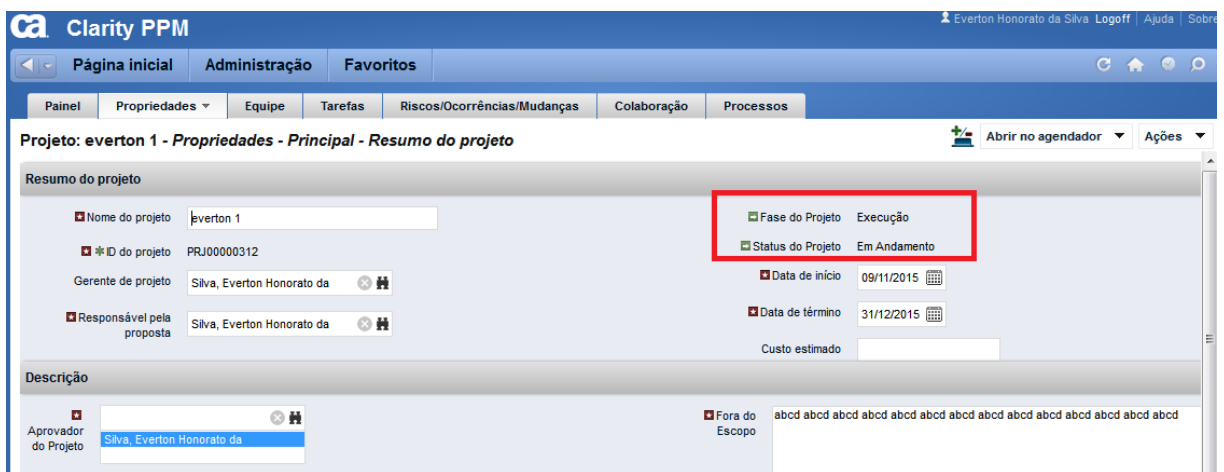 ca Clarity PPM
Everton Honorato da Silva Logoff | Ajuda | Sobre
Página inicial Administração Favoritos
Painel Propriedades Equipe Tarefas Riscos/Ocorrências/Mudanças Colaboração Processos
Projeto: everton 1 - Propriedades - Principal - Resumo do projeto
Abrir no agendador Ações
Resumo do projeto
Nome do projeto everton 1
ID do projeto PRJ00000312
Gerente de projeto Silva, Everton Honorato da
Responsável pela
proposta
Silva, Everton Honorato da
Fase do Projeto Execução
Status do Projeto Em Andamento
Data de início 09/11/2015
Data de término 31/12/2015
Custo estimado
Descrição
Aprovador
do Projeto
Silva, Everton Honorato da
Fora do
Escopo
abcd abcd abcd abcd abcd abcd abcd abcd abcd abcd abcd abcd abcd abcd